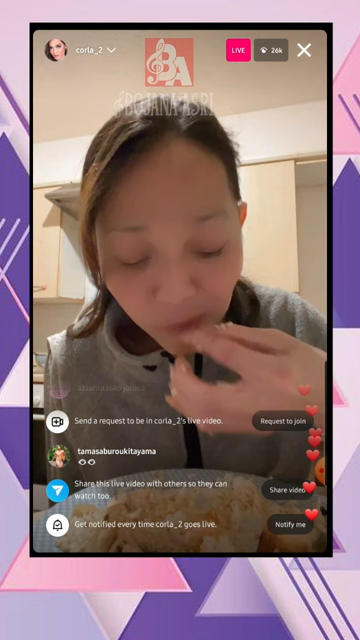 corla_2
LIVE
26k
BA
BOJANA ASRI
Send a request to be in corla_2's live video.
Request to join
tamasaburoukitayama
Share this live video with others so they can
watch too.
Share video
Get notified every time corla_2 goes live.
Notify me